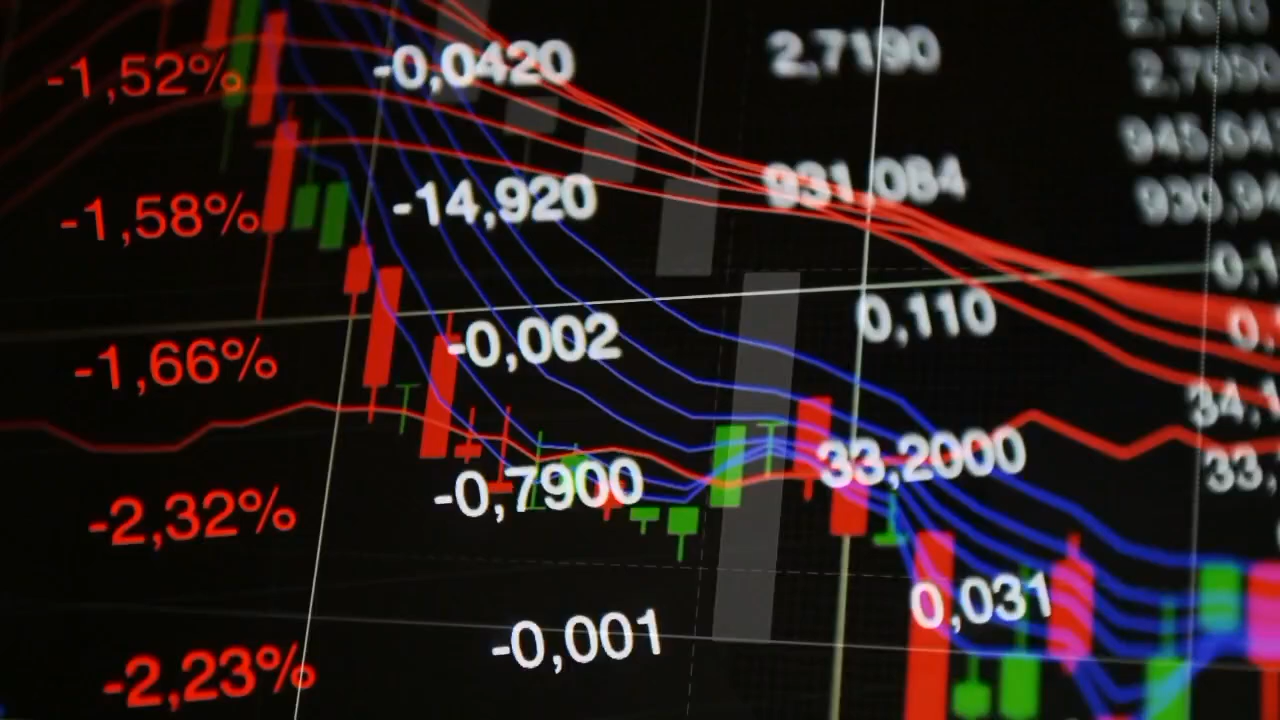 -1,52% -0,0420 2,7190
-1,58% -14,920 931,084
-1,66% -0,002 0,110
-2,32% -0,7900 33,2000
-2,23% -0,001 0,031